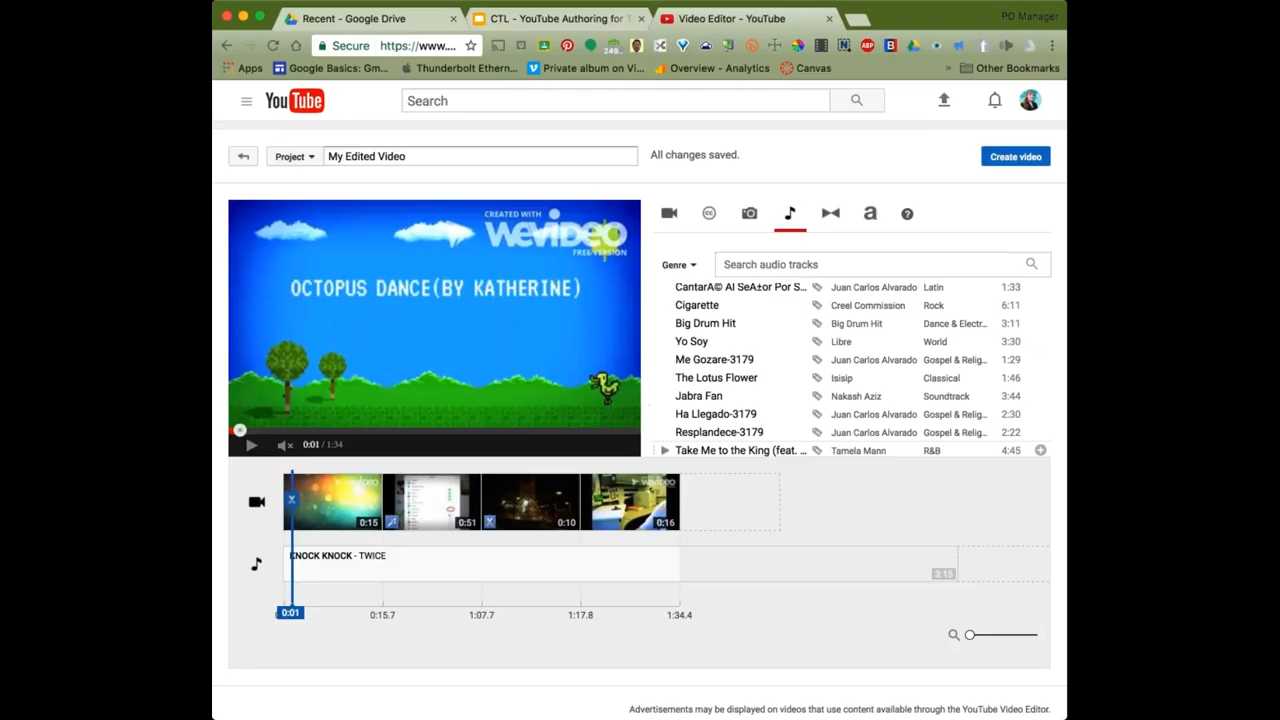 Recent - Google Drive
CTL - YouTube Authoring for T
Video Editor - YouTube
PD Manager
Secure https://www....
249..
ABP
Apps
Google Basics: Gm...
Thunderbolt Ethern...
Private album on Vi...
Overview - Analytics
Canvas
» Other Bookmarks
YouTube
Search
Project
My Edited Video
All changes saved.
Create video
CREATED WITH
WEVIDEO
FREE VERSION
OCTOPUS DANCE(BY KATHERINE)
0:01 / 1:34
Genre
Search audio tracks
CantarÃ© Al SeÃ±or Por S... Juan Carlos Alvarado Latin 1:33
Cigarette Creel Commission Rock 6:11
Big Drum Hit Big Drum Hit Dance & Electr... 3:11
Yo Soy Libre World 3:30
Me Gozare-3179 Juan Carlos Alvarado Gospel & Relig... 1:29
The Lotus Flower Isisip Classical 1:46
Jabra Fan Nakash Aziz Soundtrack 3:44
Ha Llegado-3179 Juan Carlos Alvarado Gospel & Relig... 2:30
Resplandece-3179 Juan Carlos Alvarado Gospel & Relig... 2:22
Take Me to the King (feat. ... Tamela Mann R&B 4:45
0:15
0:51
0:10
WEVIDEO
0:16
KNOCK KNOCK - TWICE
3:15
0:01
0:15.7
1:07.7
1:17.8
1:34.4
Advertisements may be displayed on videos that use content available through the YouTube Video Editor.